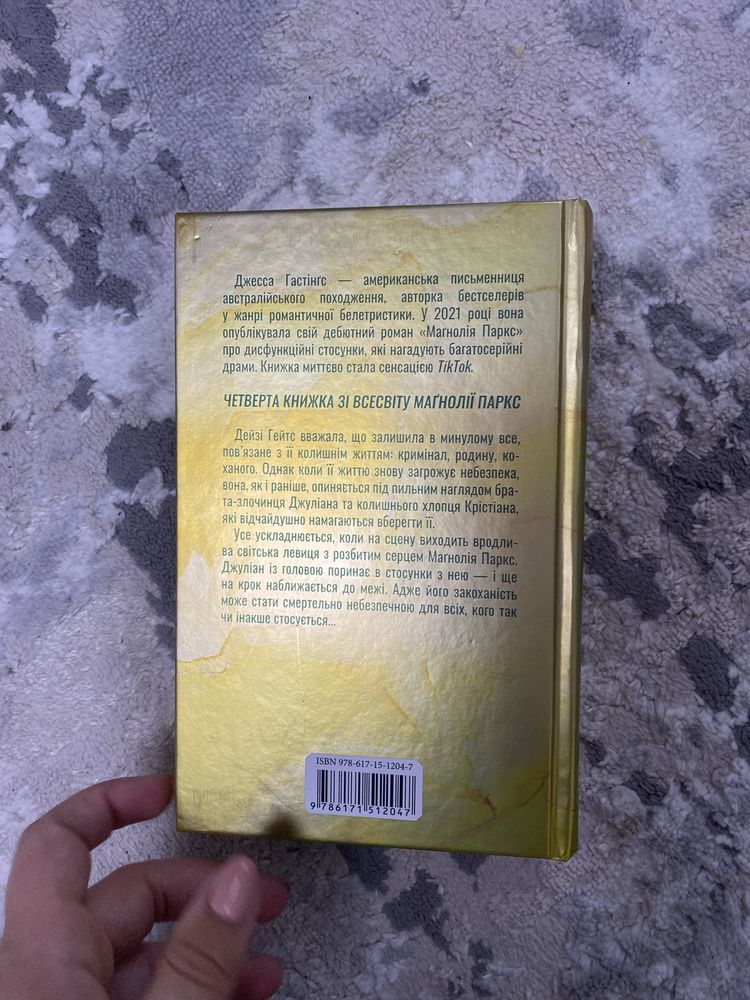 Джесса Гастінґс — американська письменниця
австралійського походження, авторка бестселерів
у жанрі романтичної белетристики. У 2021 році вона
опублікувала свій дебютний роман «Маґнолія Паркс»
про дисфункційні стосунки, які нагадують багатосерійні
драми. Книжка миттєво стала сенсацією TikTok.
ЧЕТВЕРТА КНИЖКА ЗІ ВСЕСВІТУ МАҐНОЛІЇ ПАРКС
Дейзі Гейтс вважала, що залишила в минулому все,
пов'язане з її колишнім життям: кримінал, родину, ко-
ханого. Однак коли її життю знову загрожує небезпека,
вона, як і раніше, опиняється під пильним наглядом бра-
та-злочинця Джуліана та колишнього хлопця Крістіана,
які відчайдушно намагаються вберегти її.
Усе ускладнюється, коли на сцену виходить вродли-
ва світська левиця з розбитим серцем Маґнолія Паркс.
Джуліан із головою поринає в стосунки з нею — і ще
на крок наближається до межі. Адже його закоханість
може стати смертельно небезпечною для всіх, кого так
чи інакше стосується...
ISBN 978-617-15-1204-7
9 786171 512047